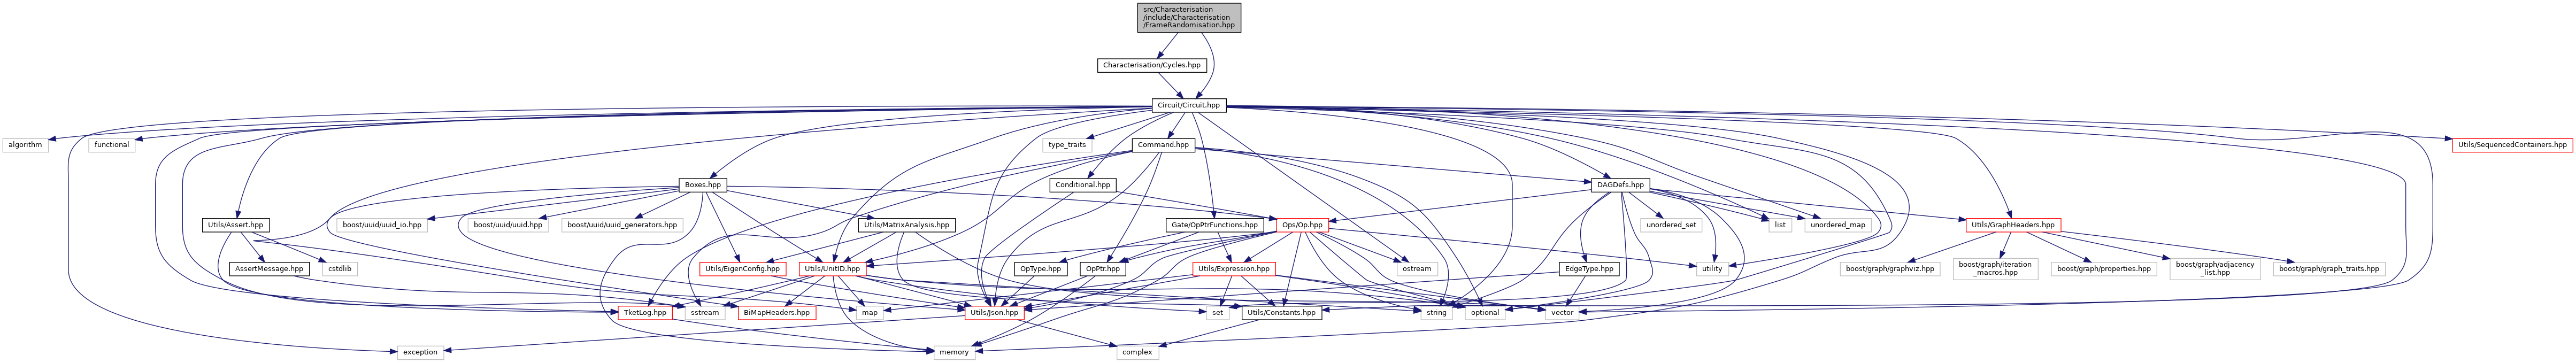 src/Characterisation
/include/Characterisation
/FrameRandomisation.hpp
Characterisation/Cycles.hpp
Circuit/Circuit.hpp
algorithm
functional
type_traits
Command.hpp
Utils/SequencedContainers.hpp
Boxes.hpp
Conditional.hpp
DAGDefs.hpp
Utils/Assert.hpp
boost/uuid/uuid_io.hpp
boost/uuid/uuid.hpp
boost/uuid/uuid_generators.hpp
Utils/MatrixAnalysis.hpp
Gate/OpPtrFunctions.hpp
Ops/Op.hpp
unordered_set
list
unordered_map
Utils/GraphHeaders.hpp
AssertMessage.hpp
cstdlib
Utils/EigenConfig.hpp
Utils/UnitID.hpp
OpType.hpp
OpPtr.hpp
Utils/Expression.hpp
ostream
EdgeType.hpp
utility
boost/graph/graphviz.hpp
boost/graph/iteration
_macros.hpp
boost/graph/properties.hpp
boost/graph/adjacency
_list.hpp
boost/graph/graph_traits.hpp
TketLog.hpp
sstream
BiMapHeaders.hpp
map
Utils/Json.hpp
set
Utils/Constants.hpp
string
optional
vector
exception
memory
complex